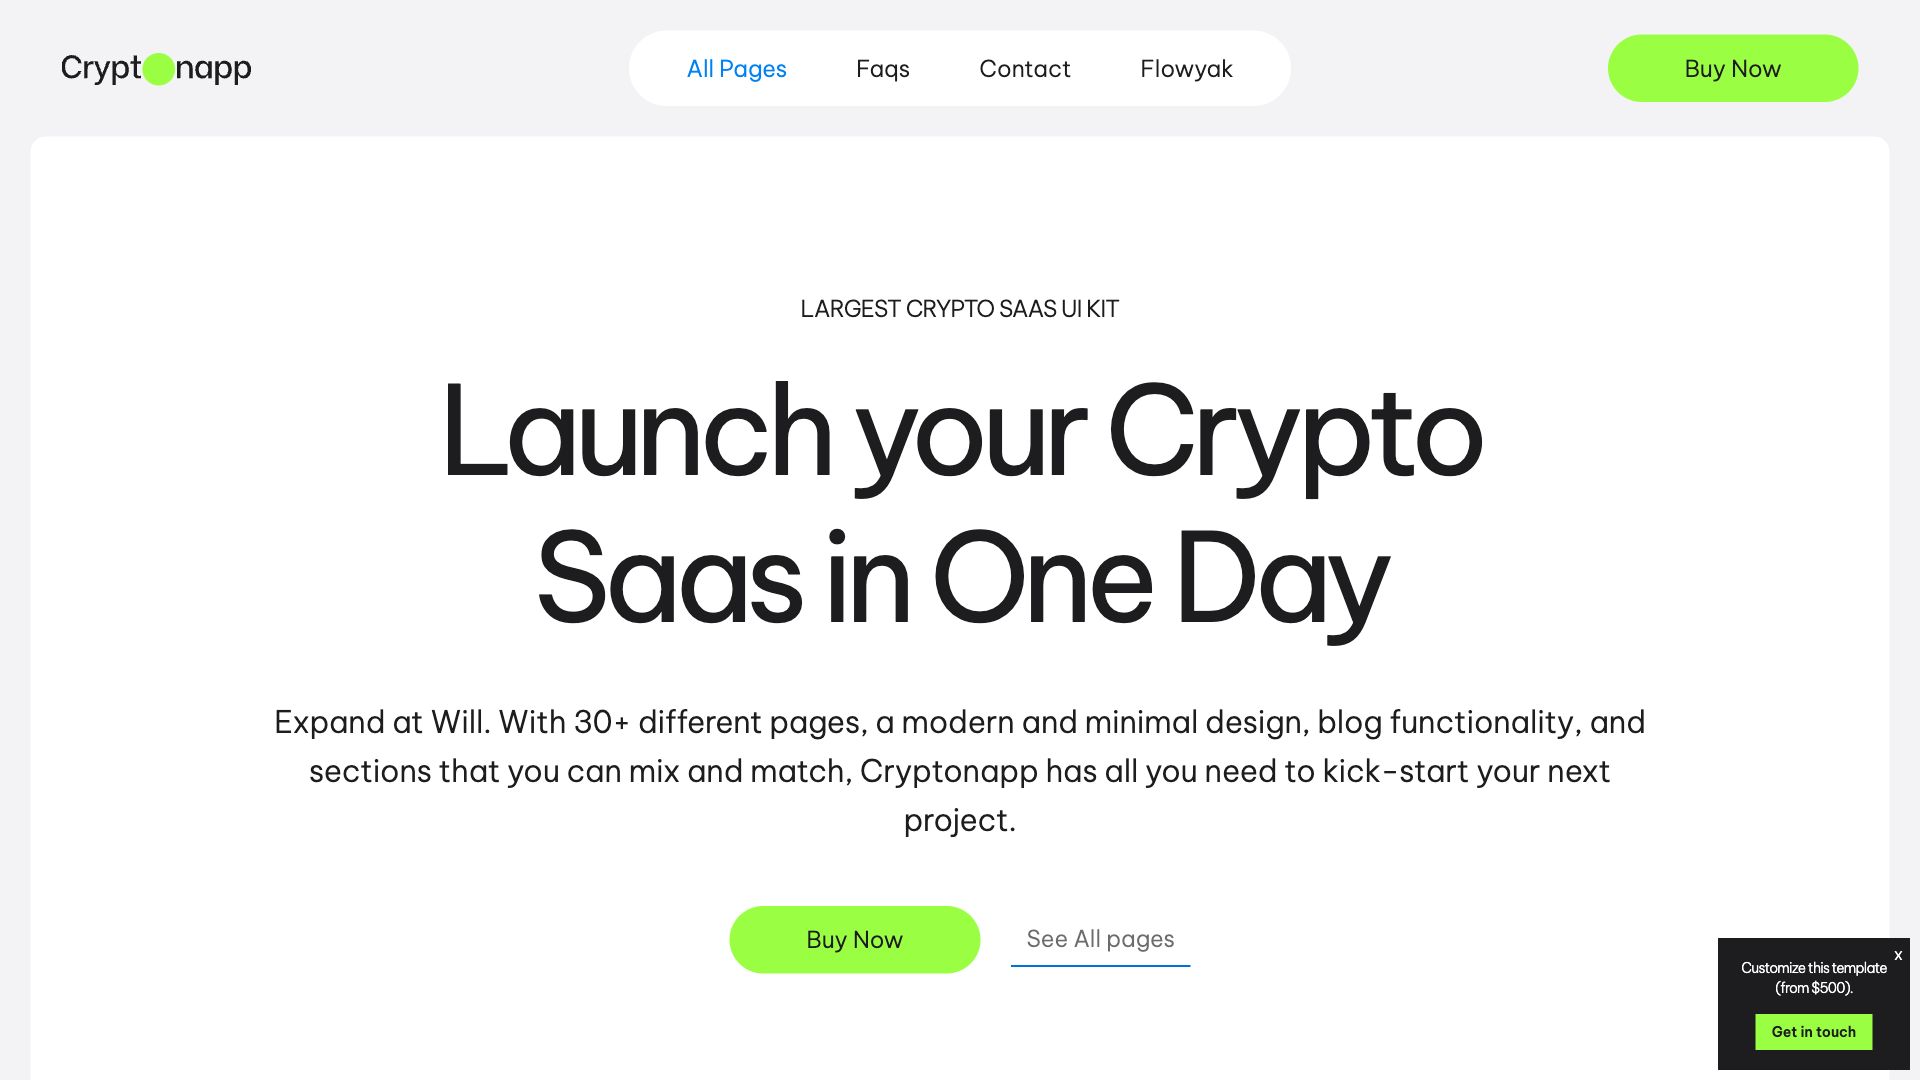 Cryptonapp
All Pages
Faqs
Contact
Flowyak
Buy Now
LARGEST CRYPTO SAAS UI KIT
Launch your Crypto
Saas in One Day
Expand at Will. With 30+ different pages, a modern and minimal design, blog functionality, and
sections that you can mix and match, Cryptonapp has all you need to kick-start your next
project.
Buy Now
See All pages
x
Customize this template
(from $500).
Get in touch